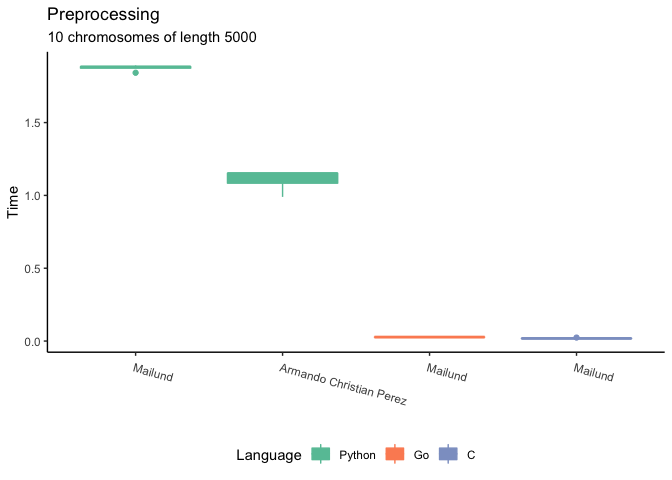 Preprocessing
10 chromosomes of length 5000
Time
1.5
1.0
0.5
0.0
Mailund
Armando Christian Perez
Mailund
Mailund
Language Python Go C